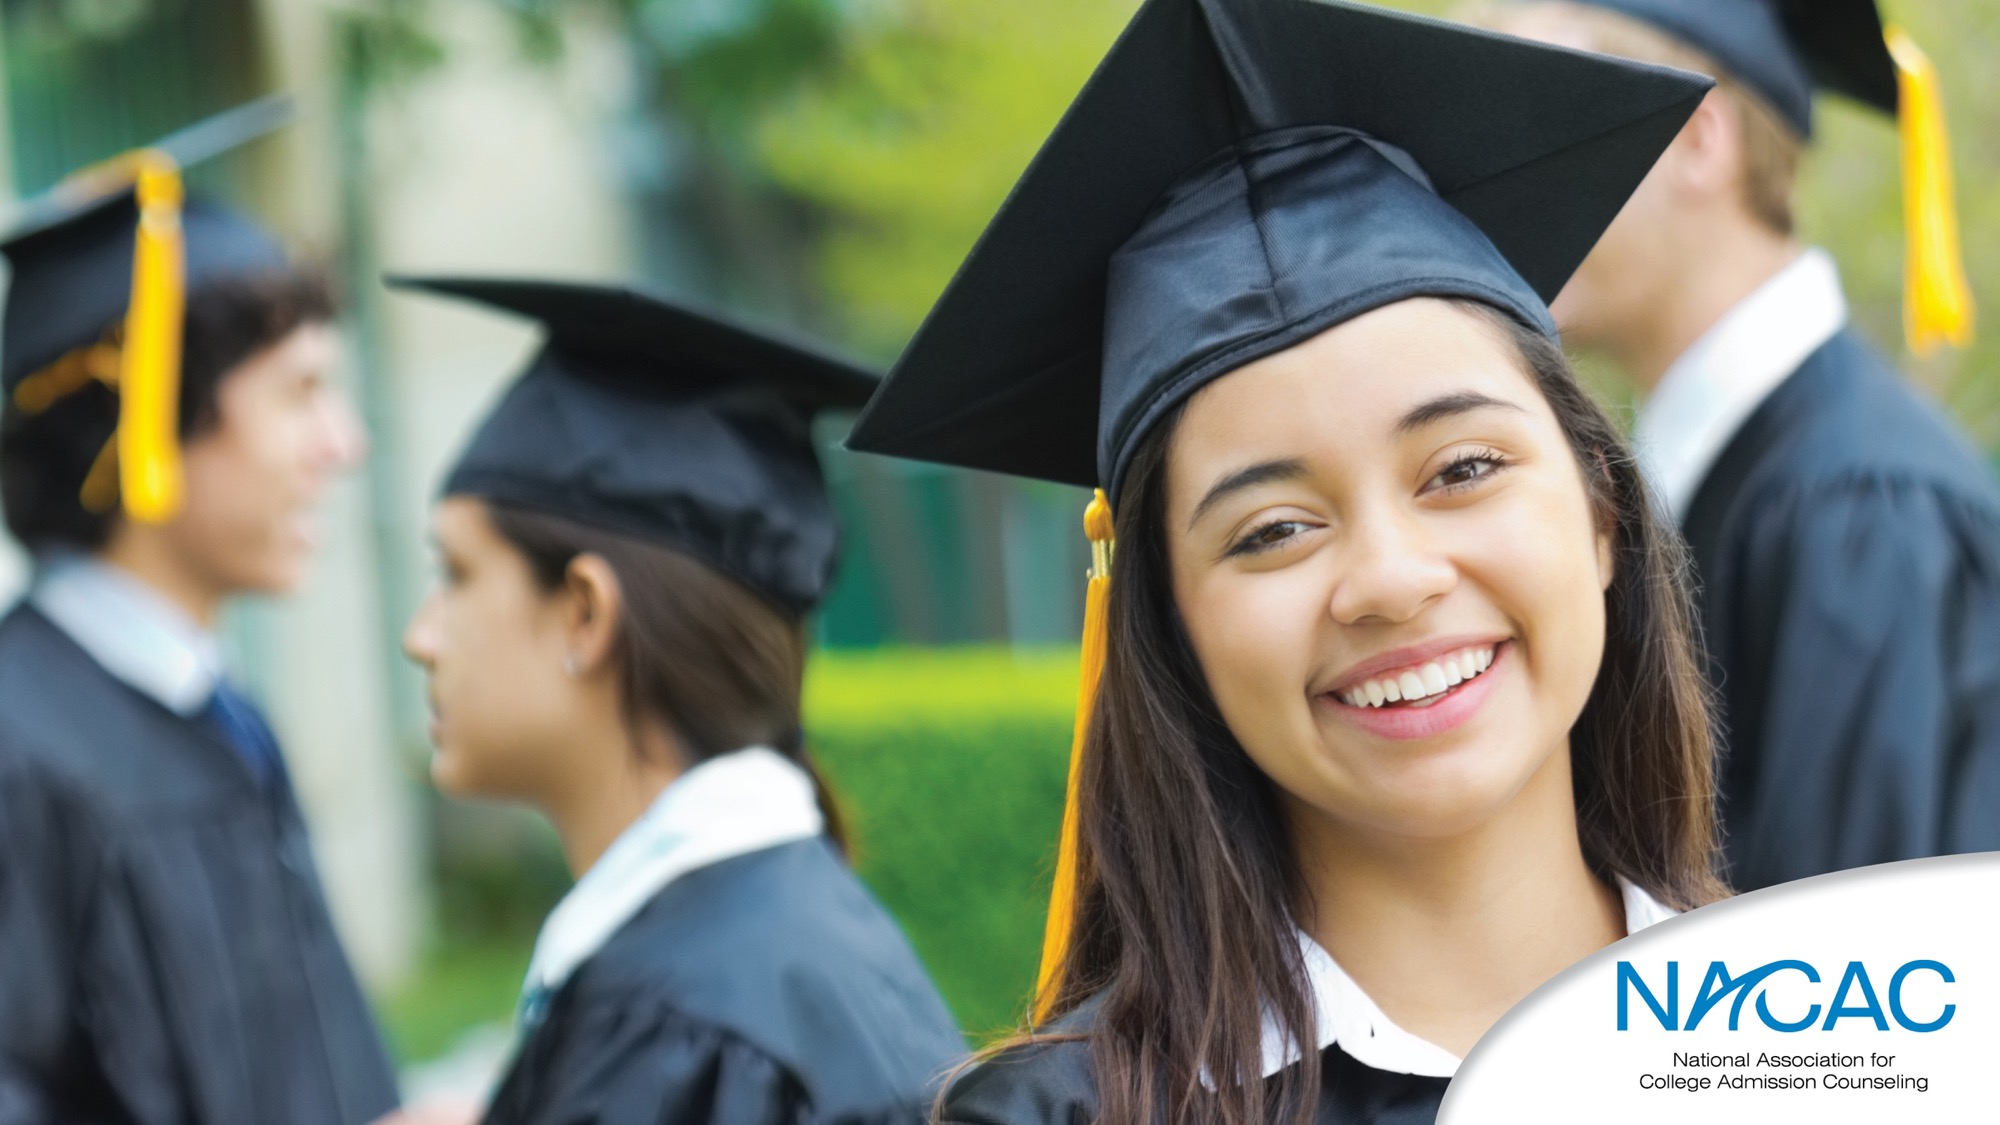 NACAC
National Association for
College Admission Counseling